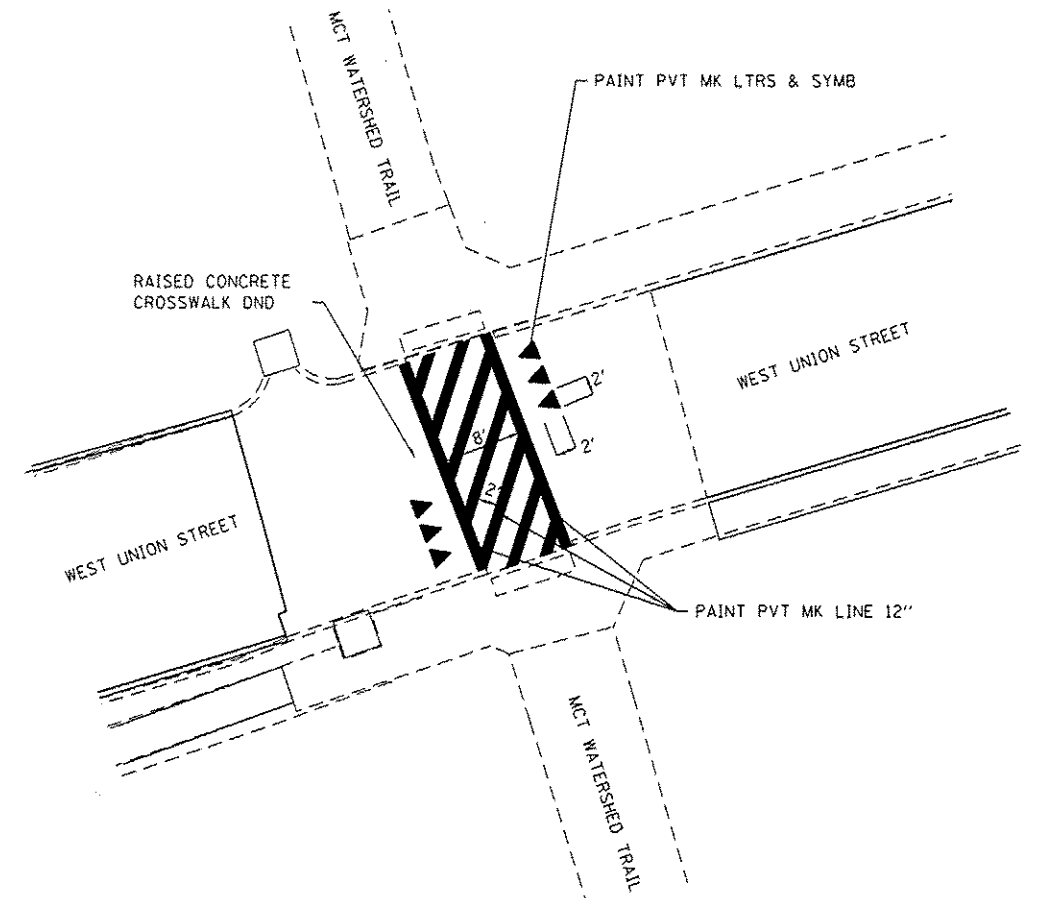 MCT WATERSHED TRAIL
PAINT PVT MK LTRS & SYMB
RAISED CONCRETE
CROSSWALK DND
WEST UNION STREET
2'
8'
2'
2'
WEST UNION STREET
PAINT PVT MK LINE 12"
MCT WATERSHED TRAIL